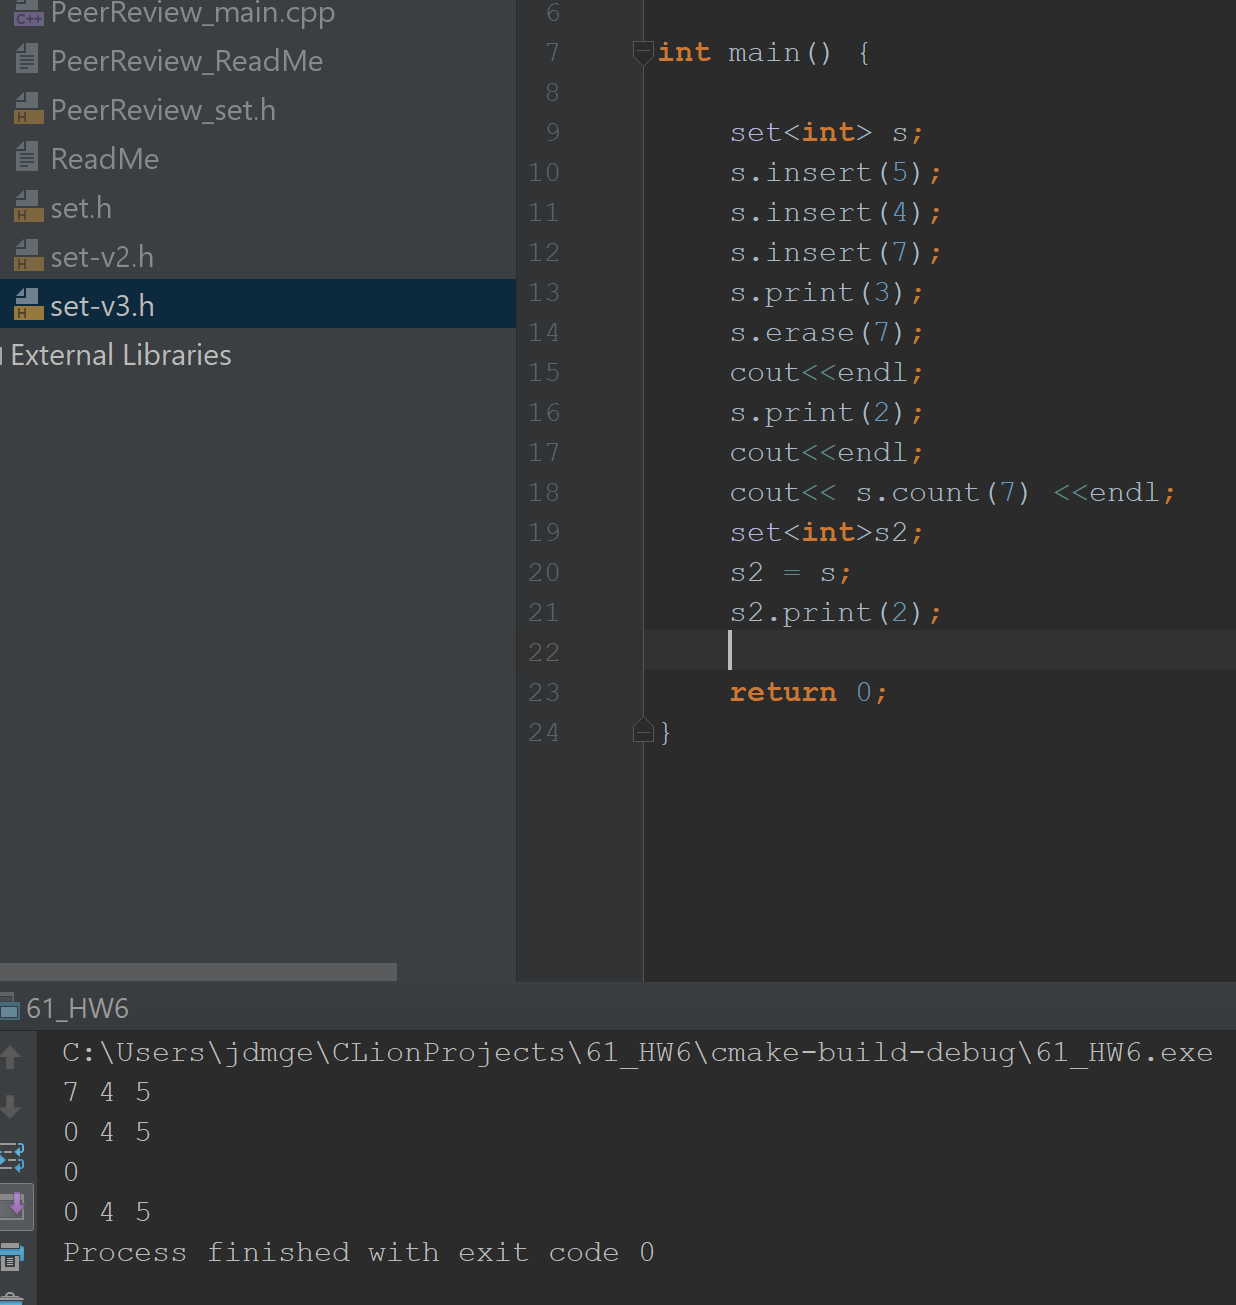 PeerReview_main.cpp
PeerReview_ReadMe
PeerReview_set.h
ReadMe
set.h
set-v2.h
set-v3.h
External Libraries
6
7 int main() {
8
9 set<int> s;
10 s.insert(5);
11 s.insert(4);
12 s.insert(7);
13 s.print(3);
14 s.erase(7);
15 cout<<endl;
16 s.print(2);
17 cout<<endl;
18 cout<< s.count(7) <<endl;
19 set<int>s2;
20 s2 = s;
21 s2.print(2);
22
23 return 0;
24 }
61_HW6
C:\Users\jdmge\CLionProjects\61_HW6\cmake-build-debug\61_HW6.exe
7 4 5
0 4 5
0
0 4 5
Process finished with exit code 0